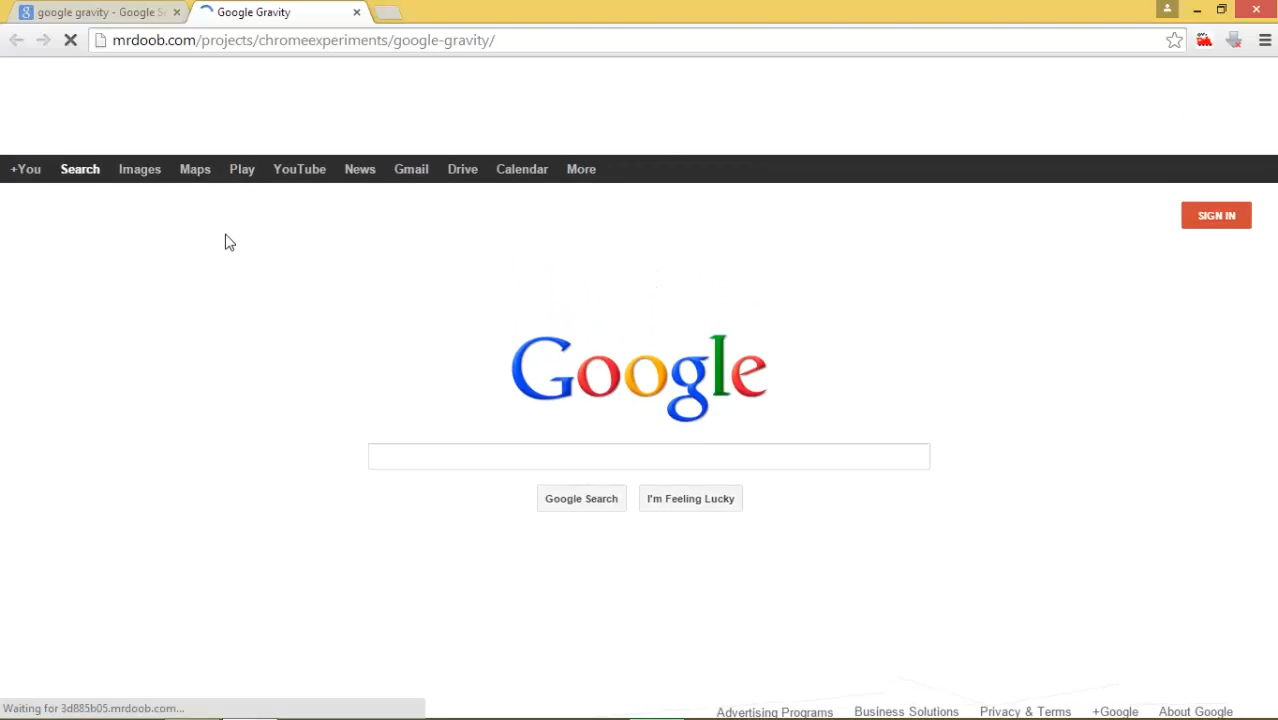 google gravity - Google S
Google Gravity
mrdoob.com/projects/chromeexperiments/google-gravity/
+You Search Images Maps Play YouTube News Gmail Drive Calendar More
SIGN IN
Google
Google Search I'm Feeling Lucky
Waiting for 3d885b05.mrdoob.com...
Advertising Programs Business Solutions Privacy & Terms +Google About Google